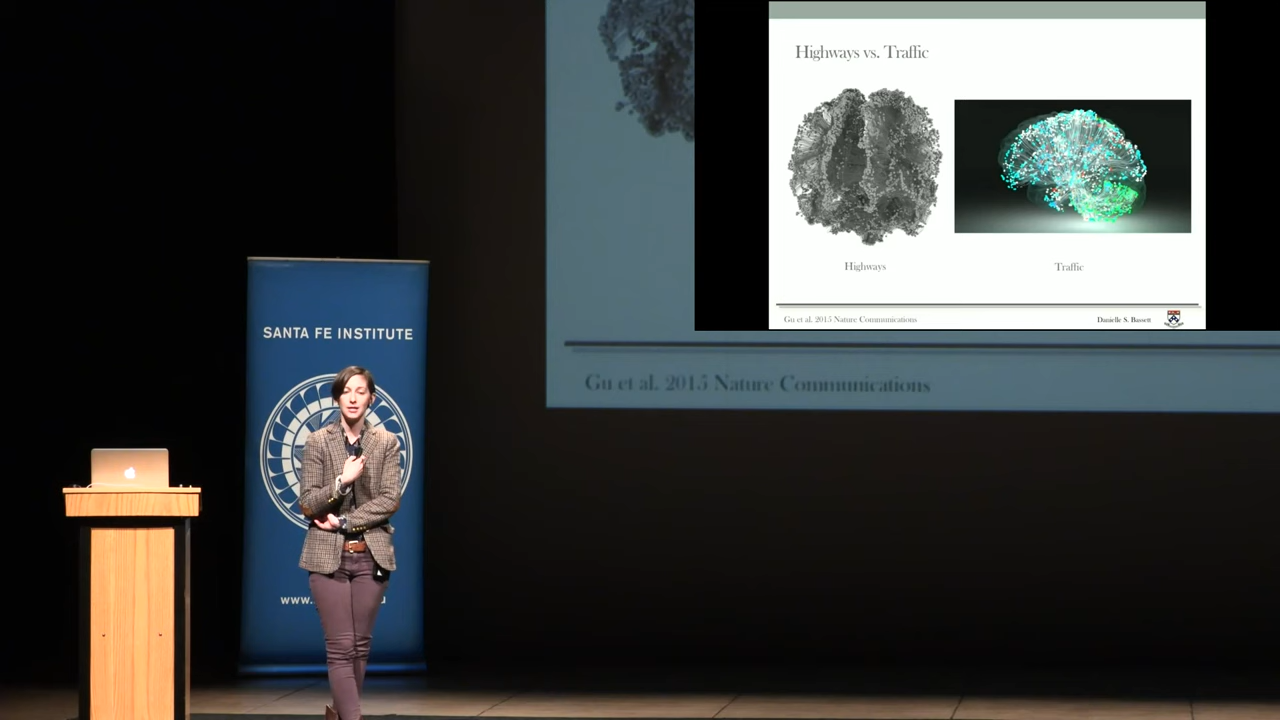 Highways vs. Traffic
Highways
Traffic
Gu et al. 2015 Nature Communications
Danielle S. Bassett
Gu et al. 2015 Nature Communications
SANTA FE INSTITUTE
www.